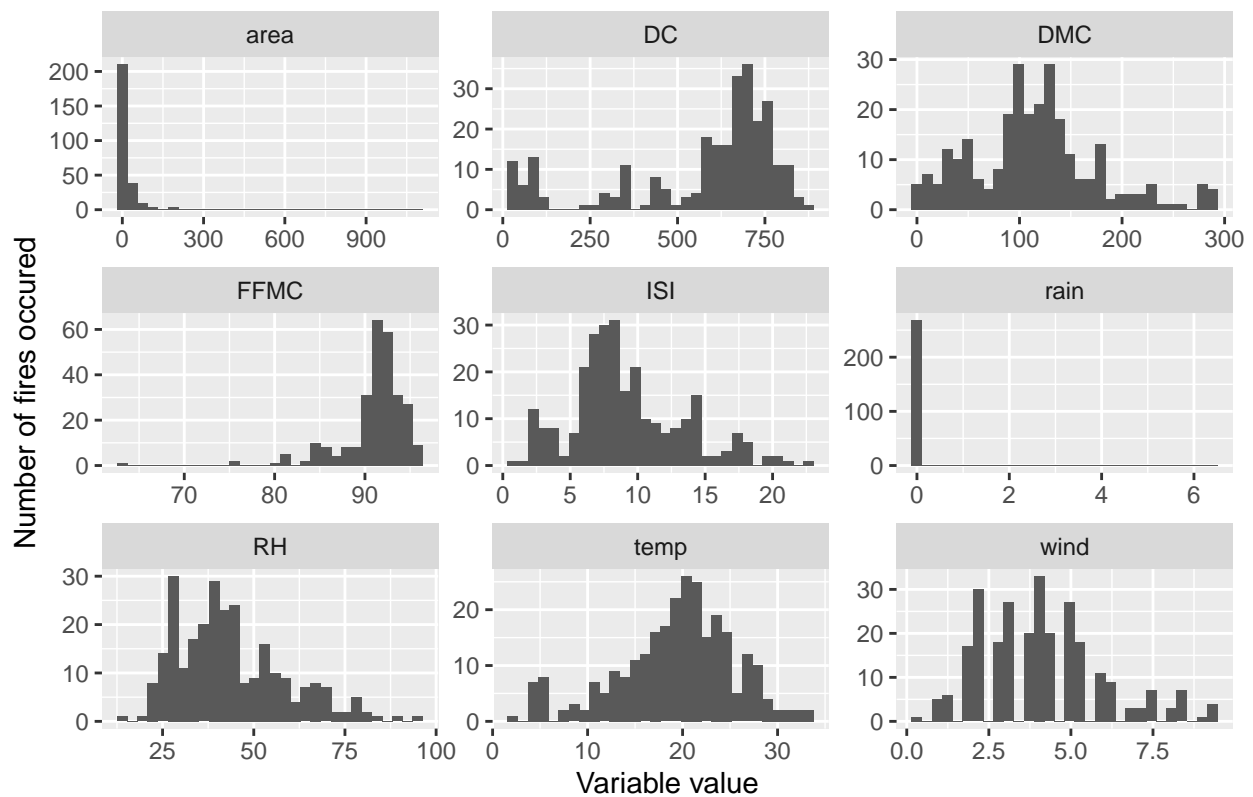 area DC DMC
200
150
100
50
0
0 300 600 900
30
20
10
0
0 250 500 750
30
20
10
0
0 100 200 300
FFMC ISI rain
60
40
20
0
70 80 90
30
20
10
0
0 5 10 15 20
200
100
0
0 2 4 6
RH temp wind
30
20
10
0
25 50 75 100
20
10
0
0 10 20 30
30
20
10
0
0.0 2.5 5.0 7.5
Number of fires occured
Variable value